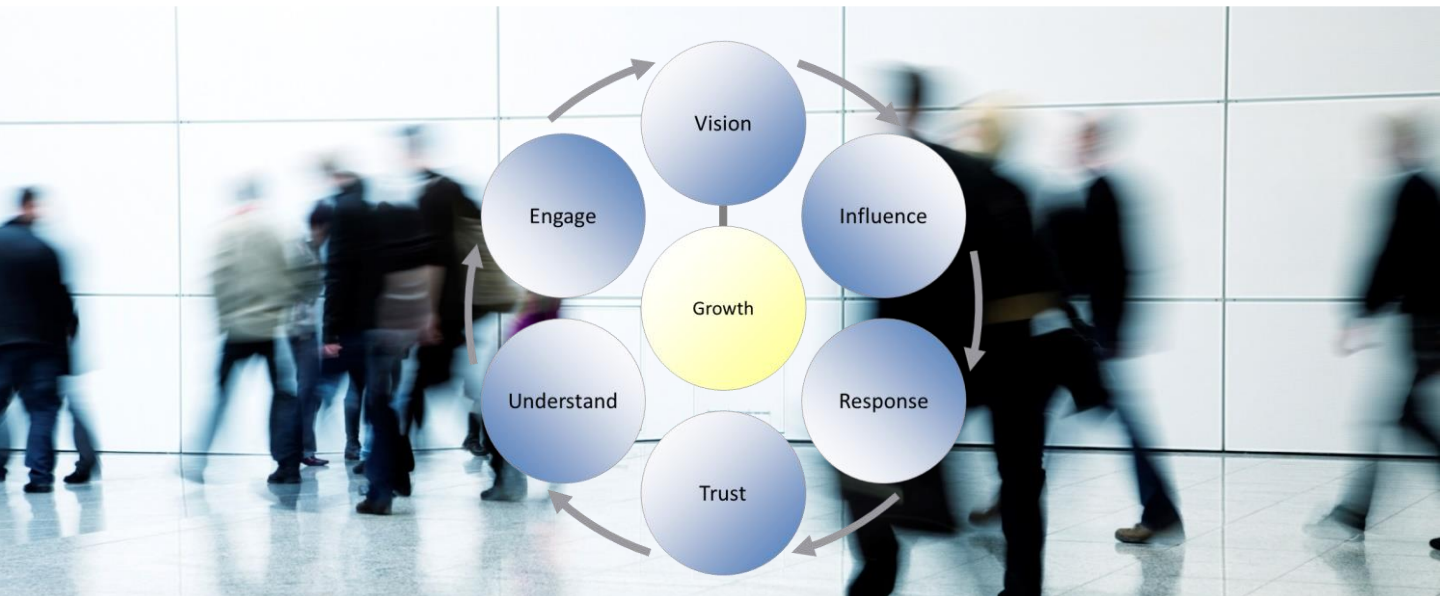 Vision
Influence
Response
Trust
Understand
Engage
Growth